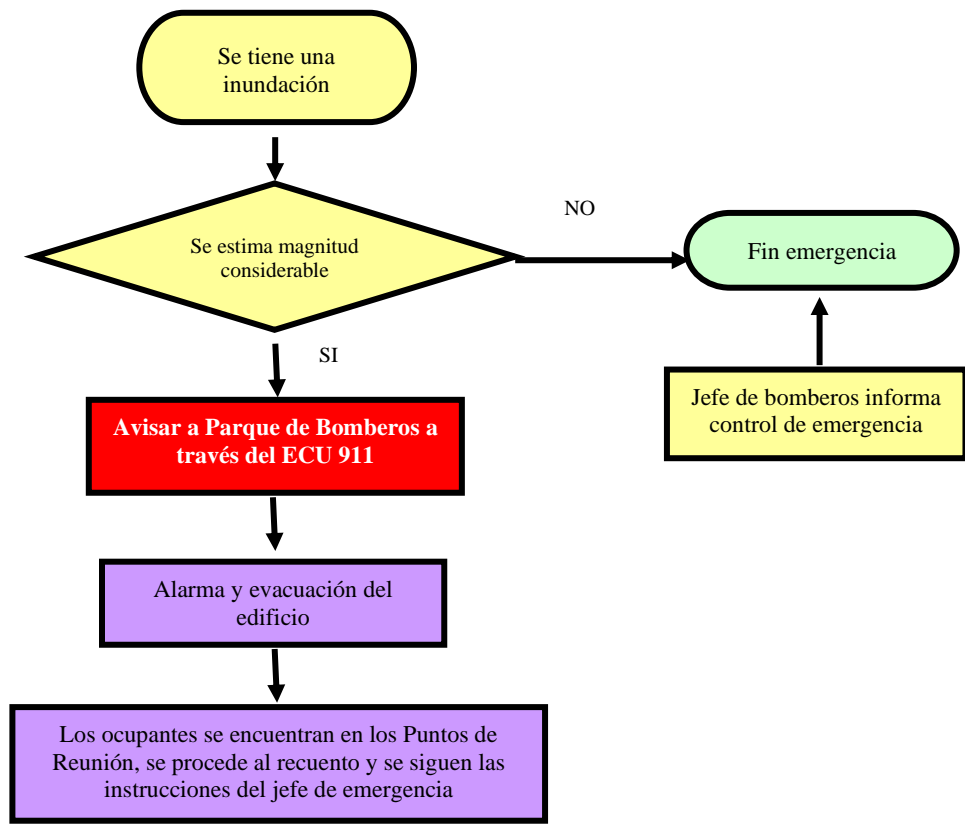 Se tiene una
inundación
Se estima magnitud
considerable
NO
Fin emergencia
SI
Jefe de bomberos informa
control de emergencia
Avisar a Parque de Bomberos a
través del ECU 911
Alarma y evacuación del
edificio
Los ocupantes se encuentran en los Puntos de
Reunión, se procede al recuento y se siguen las
instrucciones del jefe de emergencia